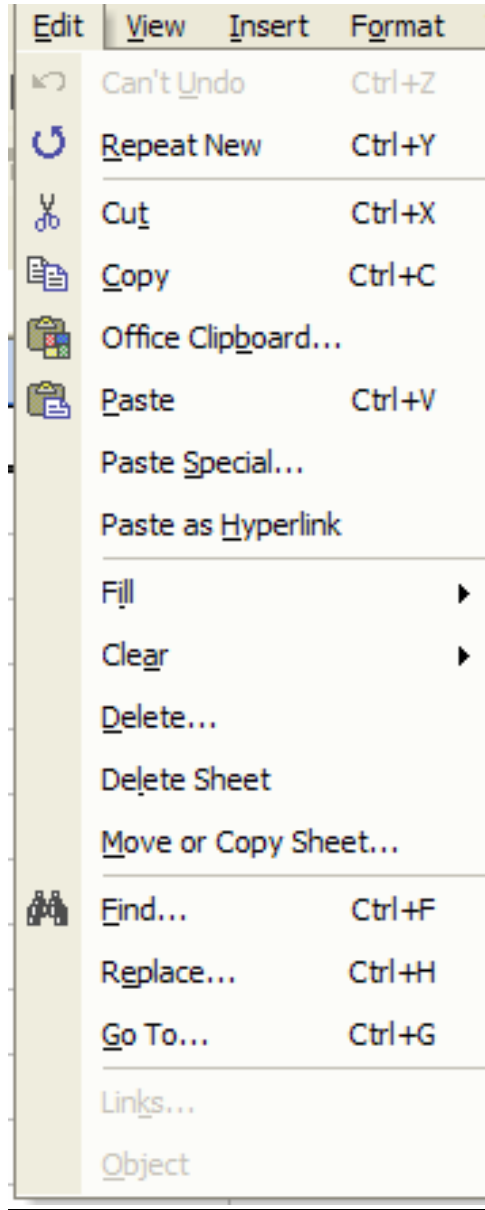 Edit View Insert Format
Can't Undo Ctrl+Z
Repeat New Ctrl+Y
Cut Ctrl+X
Copy Ctrl+C
Office Clipboard...
Paste Ctrl+V
Paste Special...
Paste as Hyperlink
Fill
Clear
Delete...
Delete Sheet
Move or Copy Sheet...
Find... Ctrl+F
Replace... Ctrl+H
Go To... Ctrl+G
Links...
Object